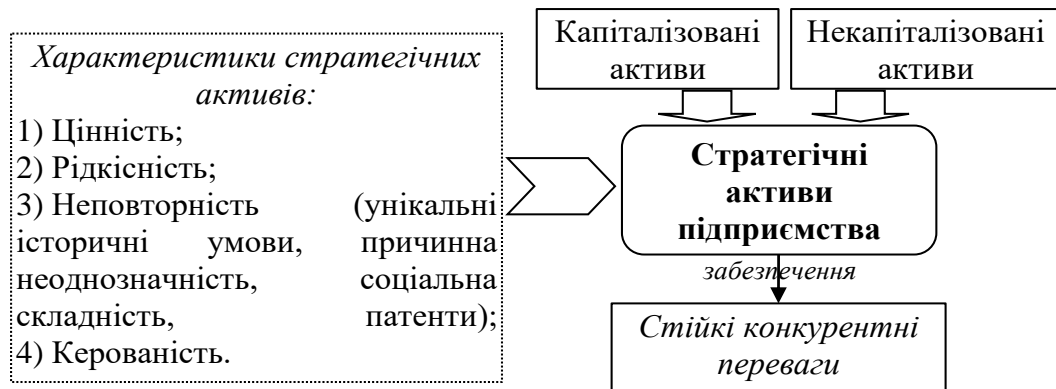 Характеристики стратегічних
активів:
1) Цінність;
2) Рідкісність;
3) Неповторність (унікальні
історичні умови, причинна
неоднозначність, соціальна
складність, патенти);
4) Керованість.
Капіталізовані
активи
Некапіталізовані
активи
Стратегічні
активи
підприємства
забезпечення
Стійкі конкурентні
переваги